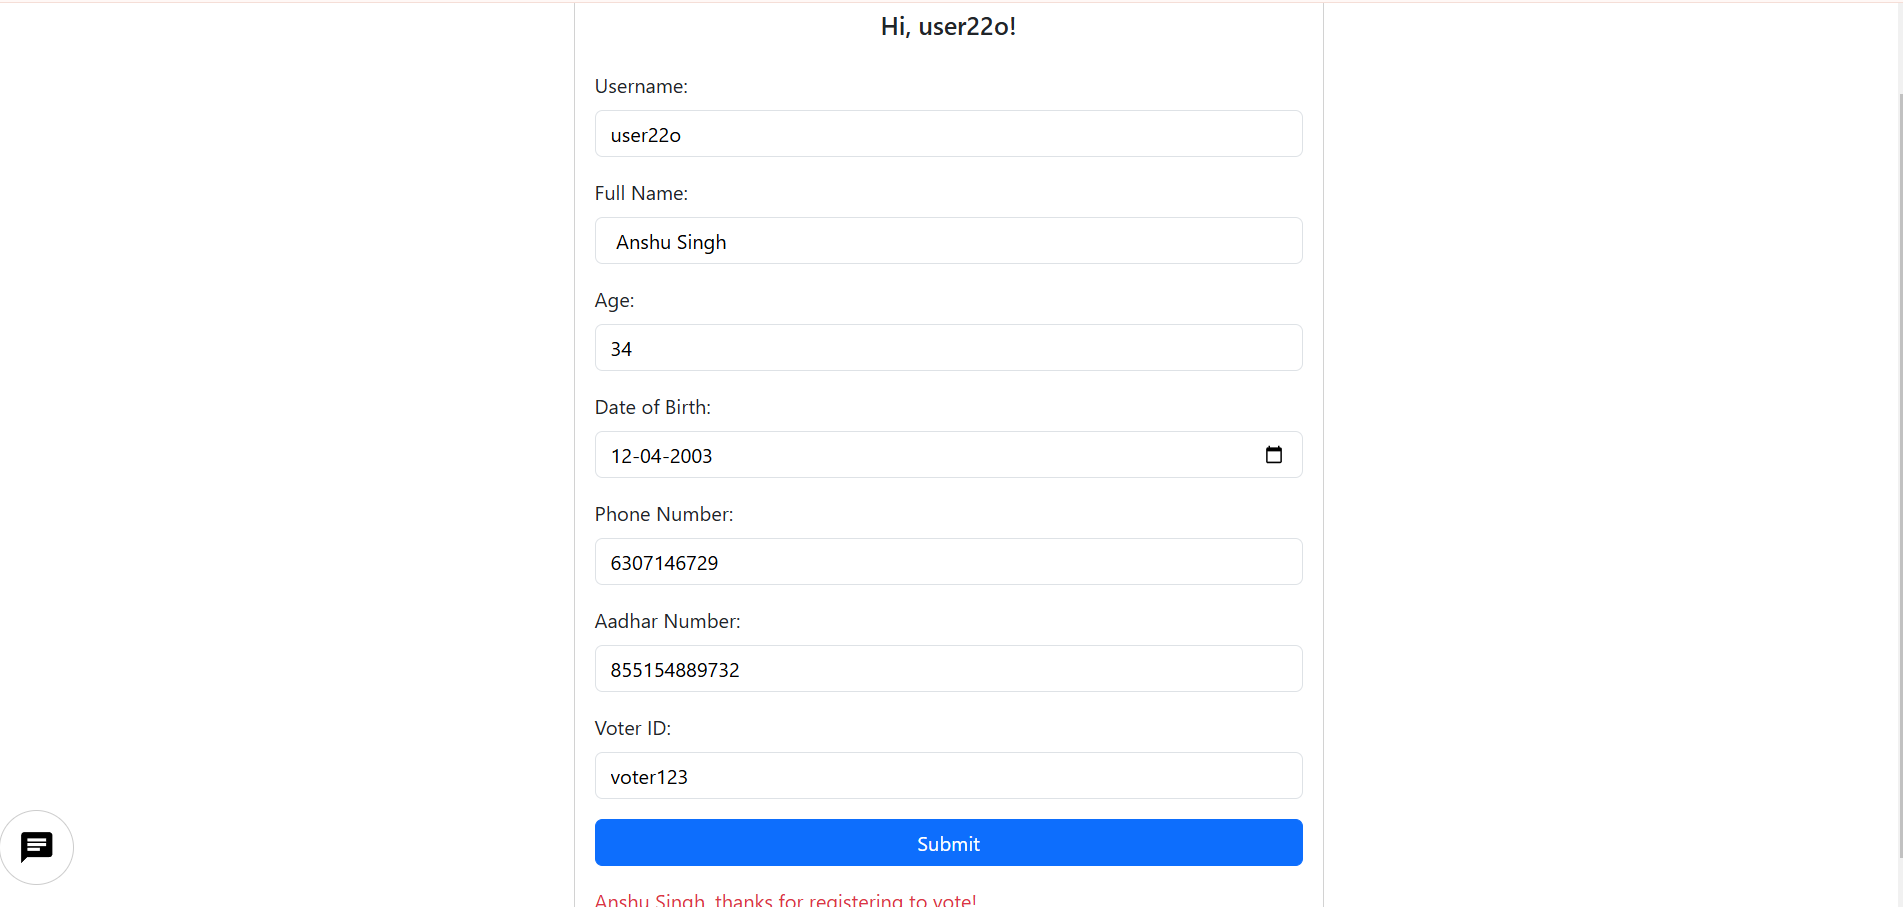 Hi, user22o!
Username:
user22o
Full Name:
Anshu Singh
Age:
34
Date of Birth:
12-04-2003
Phone Number:
6307146729
Aadhar Number:
855154889732
Voter ID:
voter123
Submit
Anshu Singh, thanks for registering to vote!